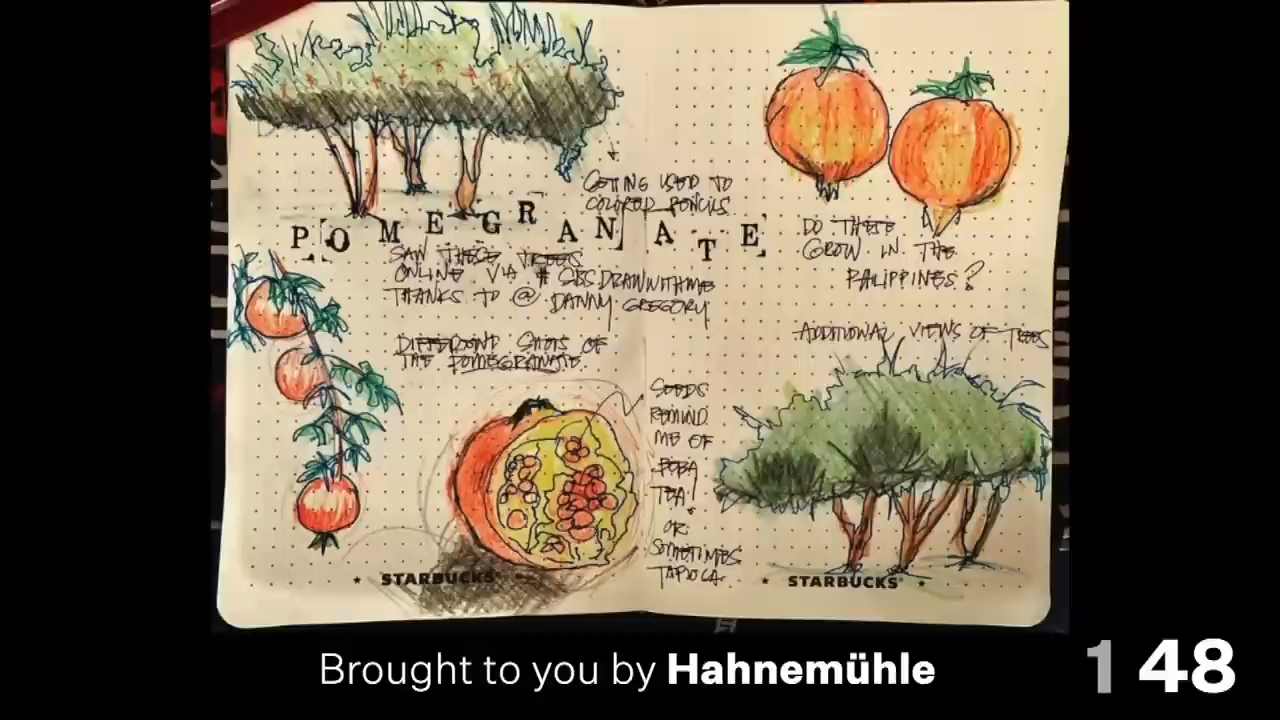 GETTING USED TO
COLORED PENCILS.
POMEGRANATE
SAW THESE TREES
ONLINE VIA # SBSDRAWWITHME
THANKS TO @ DANNY GREGORY
DIFFERENT SHOTS OF
THE POMEGRANATE.
DO THESE
GROW IN THE
PHILIPPINES?
ADDITIONAL VIEWS OF TREES
SEEDS
REMIND
ME OF
BOBA
TEA!
OR
SOMETIMES
TAPIOCA.
★ STARBUCKS ★
★ STARBUCKS ★
Brought to you by Hahnemühle
1 48